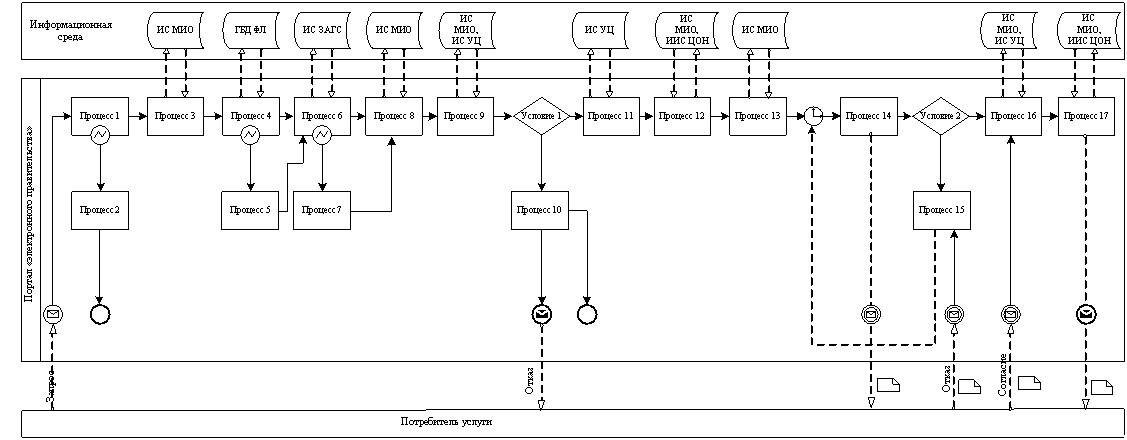 Информационная
среда
ИС МИО
ГБД ФЛ
ИС ЗАГС
ИС МИО
ИС
МИО,
ИС УЦ
ИС УЦ
ИС
МИО,
ИИС ЦОН
ИС МИО
ИС
МИО,
ИС УЦ
ИС
МИО,
ИИС ЦОН
Портал «электронного правительства»
Процесс 1
Процесс 3
Процесс 4
Процесс 6
Процесс 8
Процесс 9
Условие 1
Процесс 11
Процесс 12
Процесс 13
Процесс 14
Условие 2
Процесс 16
Процесс 17
Процесс 2
Процесс 5
Процесс 7
Процесс 10
Процесс 15
Запрос
Отказ
Отказ
Согласие
Потребитель услуги